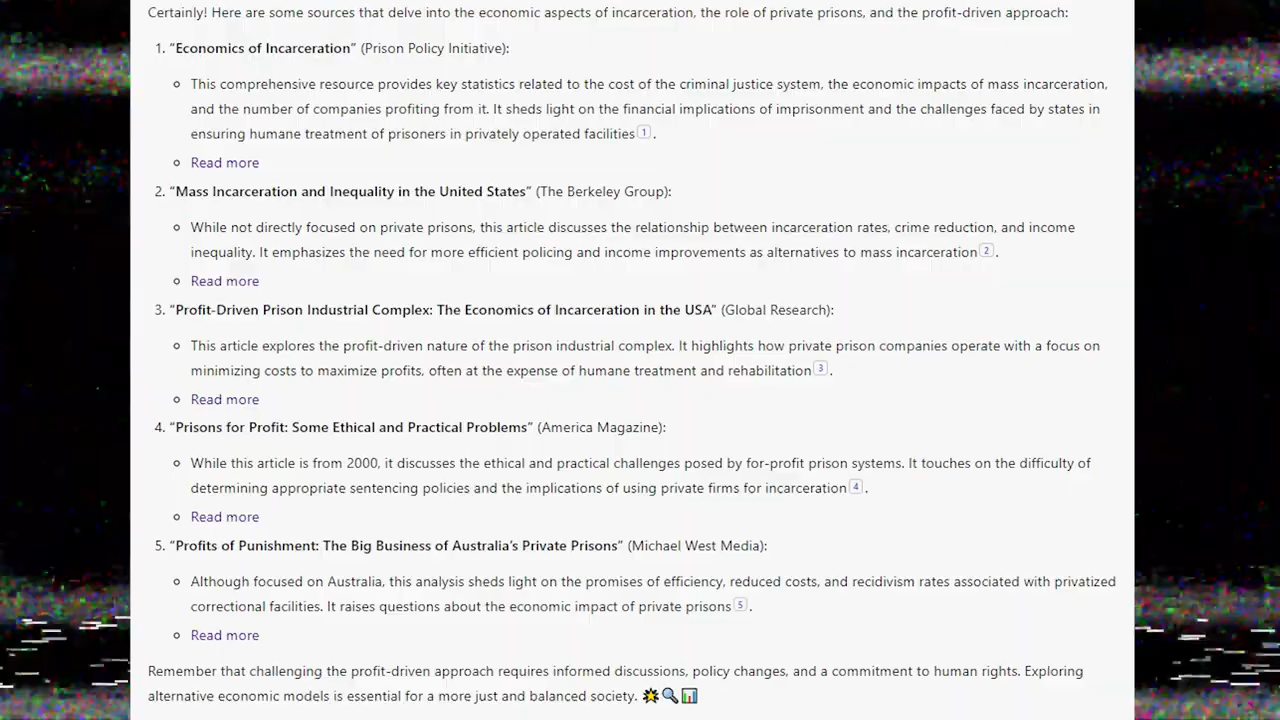 Certainly! Here are some sources that delve into the economic aspects of incarceration, the role of private prisons, and the profit-driven approach:
1. “Economics of Incarceration” (Prison Policy Initiative):
This comprehensive resource provides key statistics related to the cost of the criminal justice system, the economic impacts of mass incarceration,
and the number of companies profiting from it. It sheds light on the financial implications of imprisonment and the challenges faced by states in
ensuring humane treatment of prisoners in privately operated facilities 1 .
Read more
2. “Mass Incarceration and Inequality in the United States” (The Berkeley Group):
While not directly focused on private prisons, this article discusses the relationship between incarceration rates, crime reduction, and income
inequality. It emphasizes the need for more efficient policing and income improvements as alternatives to mass incarceration 2 .
Read more
3. “Profit-Driven Prison Industrial Complex: The Economics of Incarceration in the USA” (Global Research):
This article explores the profit-driven nature of the prison industrial complex. It highlights how private prison companies operate with a focus on
minimizing costs to maximize profits, often at the expense of humane treatment and rehabilitation 3 .
Read more
4. “Prisons for Profit: Some Ethical and Practical Problems” (America Magazine):
While this article is from 2000, it discusses the ethical and practical challenges posed by for-profit prison systems. It touches on the difficulty of
determining appropriate sentencing policies and the implications of using private firms for incarceration 4 .
Read more
5. “Profits of Punishment: The Big Business of Australia’s Private Prisons” (Michael West Media):
Although focused on Australia, this analysis sheds light on the promises of efficiency, reduced costs, and recidivism rates associated with privatized
correctional facilities. It raises questions about the economic impact of private prisons 5 .
Read more
Remember that challenging the profit-driven approach requires informed discussions, policy changes, and a commitment to human rights. Exploring
alternative economic models is essential for a more just and balanced society. 💥🔍📊